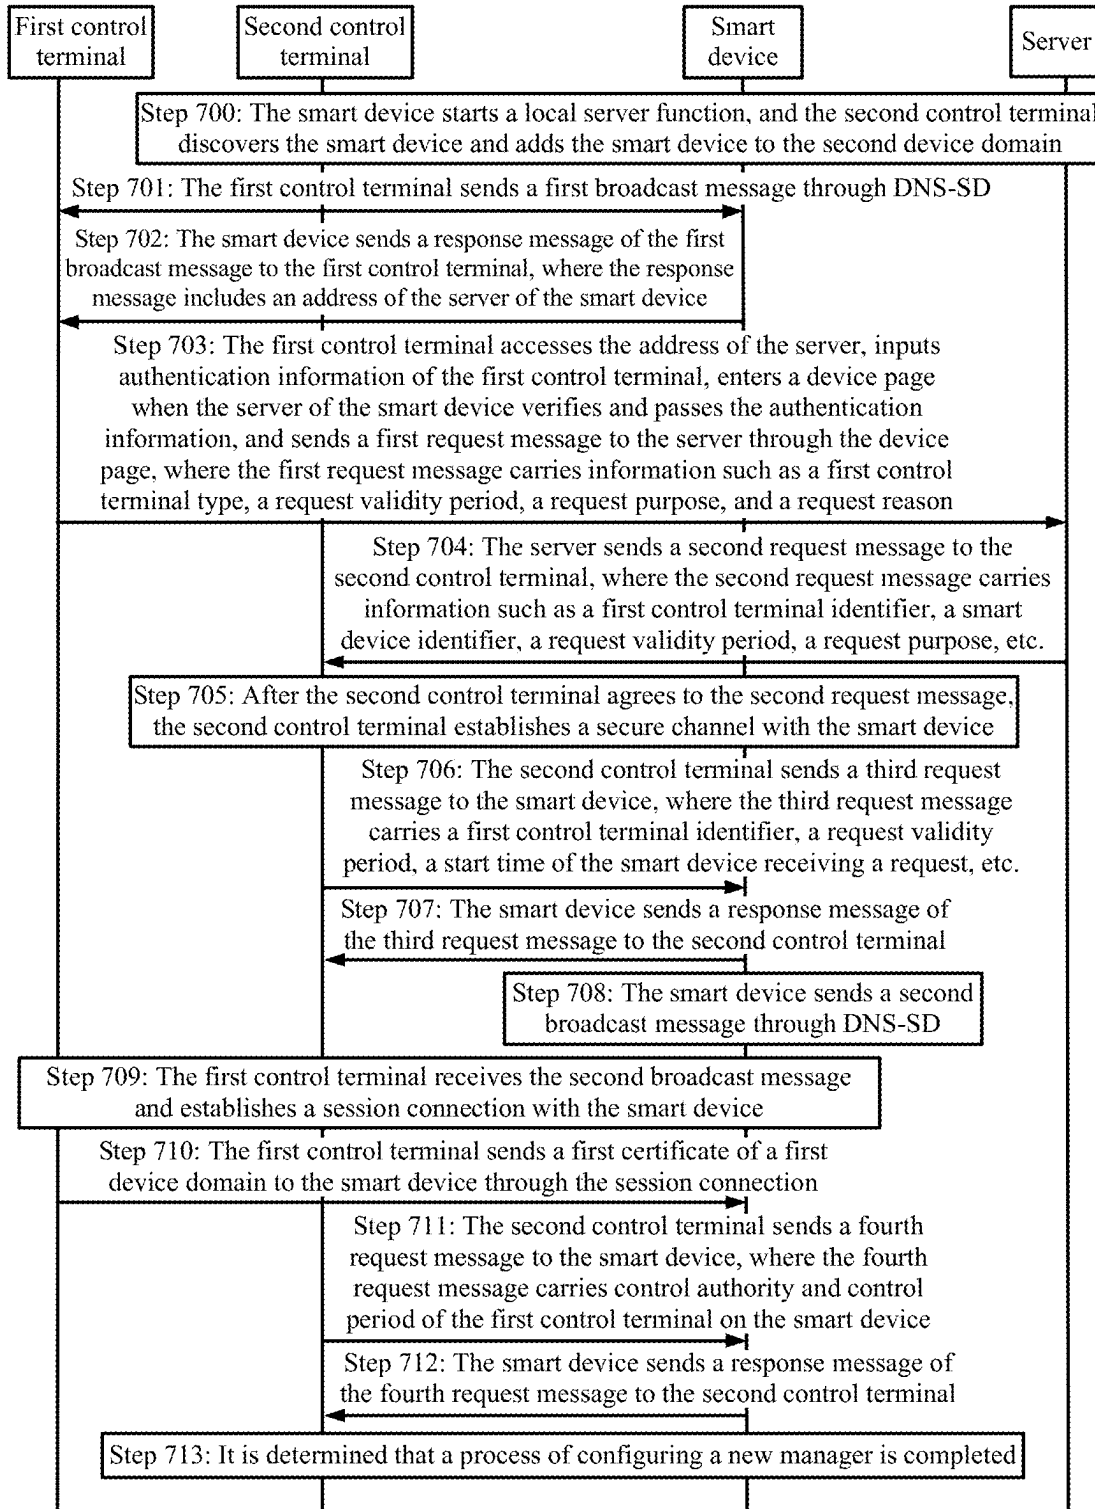 First control
terminal
Second control
terminal
Smart
device
Server
Step 700: The smart device starts a local server function, and the second control terminal
discovers the smart device and adds the smart device to the second device domain
Step 701: The first control terminal sends a first broadcast message through DNS-SD
Step 702: The smart device sends a response message of the first
broadcast message to the first control terminal, where the response
message includes an address of the server of the smart device
Step 703: The first control terminal accesses the address of the server, inputs
authentication information of the first control terminal, enters a device page
when the server of the smart device verifies and passes the authentication
information, and sends a first request message to the server through the device
page, where the first request message carries information such as a first control
terminal type, a request validity period, a request purpose, and a request reason
Step 704: The server sends a second request message to the
second control terminal, where the second request message carries
information such as a first control terminal identifier, a smart
device identifier, a request validity period, a request purpose, etc.
Step 705: After the second control terminal agrees to the second request message,
the second control terminal establishes a secure channel with the smart device
Step 706: The second control terminal sends a third request
message to the smart device, where the third request message
carries a first control terminal identifier, a request validity
period, a start time of the smart device receiving a request, etc.
Step 707: The smart device sends a response message of
the third request message to the second control terminal
Step 708: The smart device sends a second
broadcast message through DNS-SD
Step 709: The first control terminal receives the second broadcast message
and establishes a session connection with the smart device
Step 710: The first control terminal sends a first certificate of a first
device domain to the smart device through the session connection
Step 711: The second control terminal sends a fourth
request message to the smart device, where the fourth
request message carries control authority and control
period of the first control terminal on the smart device
Step 712: The smart device sends a response message of
the fourth request message to the second control terminal
Step 713: It is determined that a process of configuring a new manager is completed